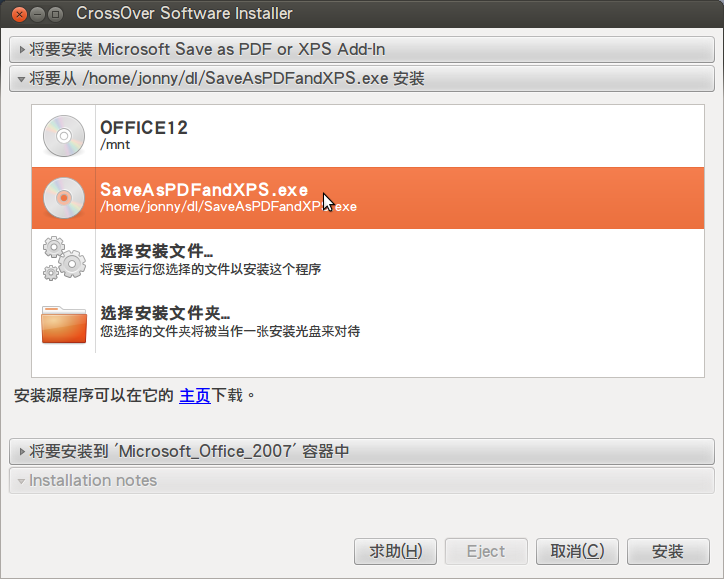 CrossOver Software Installer
将要安装 Microsoft Save as PDF or XPS Add-In
将要从 /home/jonny/dl/SaveAsPDFandXPS.exe 安装
OFFICE12
/mnt
SaveAsPDFandXPS.exe
/home/jonny/dl/SaveAsPDFandXPS.exe
选择安装文件...
将要运行您选择的文件以安装这个程序
选择安装文件夹...
您选择的文件夹将被当作一张安装光盘来对待
安装源程序可以在它的 主页下载。
将要安装到 'Microsoft_Office_2007' 容器中
Installation notes
求助(H) Eject 取消(C) 安装